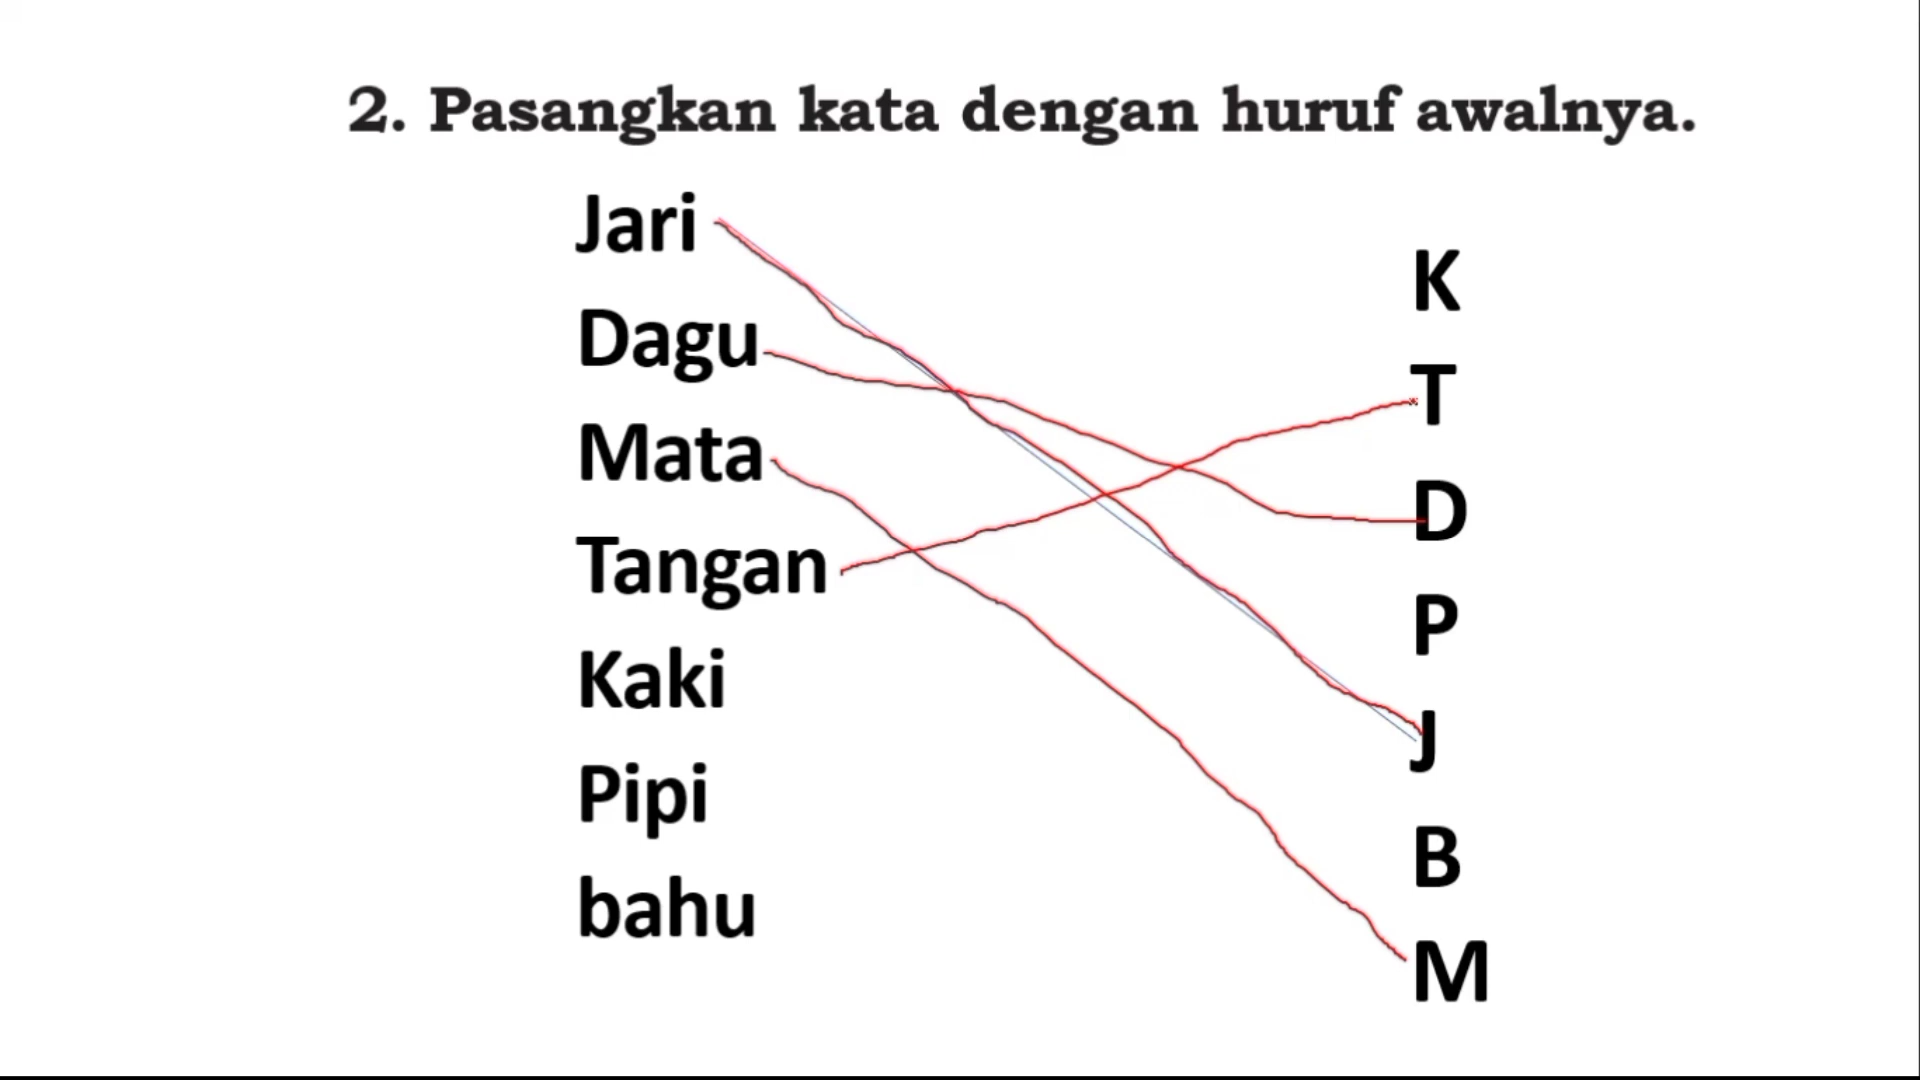 2. Pasangkan kata dengan huruf awalnya.
Jari
Dagu
Mata
Tangan
Kaki
Pipi
bahu
K
T
D
P
J
B
M